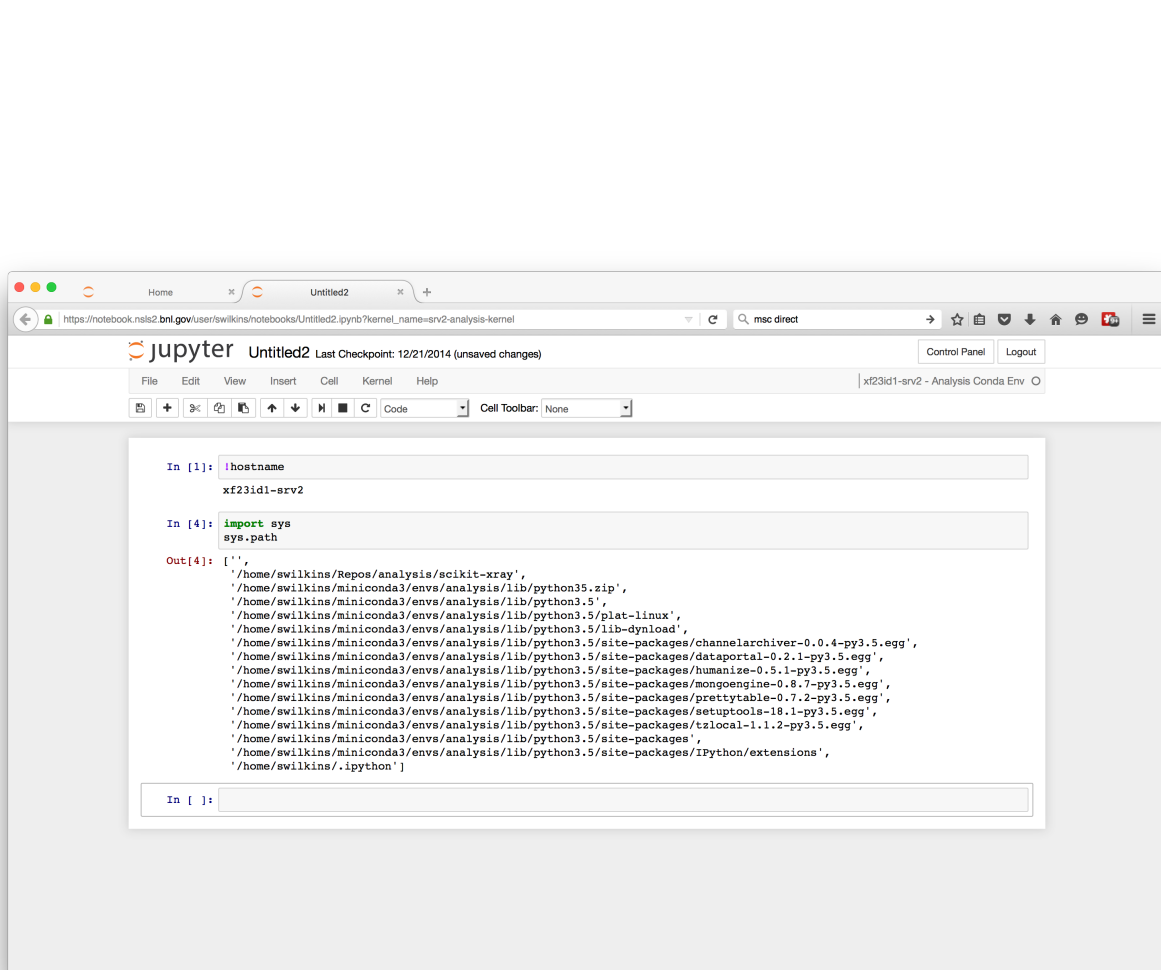 Home
Untitled2
https://notebook.nsls2.bnl.gov/user/swilkins/notebooks/Untitled2.ipynb?kernel_name=srv2-analysis-kernel
msc direct
jupyter Untitled2 Last Checkpoint: 12/21/2014 (unsaved changes)
Control Panel Logout
File Edit View Insert Cell Kernel Help
xf23id1-srv2 - Analysis Conda Env
Code Cell Toolbar: None
In [1]: !hostname
xf23id1-srv2
In [4]: import sys
sys.path
Out[4]: ['',
'/home/swilkins/Repos/analysis/scikit-xray',
'/home/swilkins/miniconda3/envs/analysis/lib/python35.zip',
'/home/swilkins/miniconda3/envs/analysis/lib/python3.5',
'/home/swilkins/miniconda3/envs/analysis/lib/python3.5/plat-linux',
'/home/swilkins/miniconda3/envs/analysis/lib/python3.5/lib-dynload',
'/home/swilkins/miniconda3/envs/analysis/lib/python3.5/site-packages/channelarchiver-0.0.4-py3.5.egg',
'/home/swilkins/miniconda3/envs/analysis/lib/python3.5/site-packages/dataportal-0.2.1-py3.5.egg',
'/home/swilkins/miniconda3/envs/analysis/lib/python3.5/site-packages/humanize-0.5.1-py3.5.egg',
'/home/swilkins/miniconda3/envs/analysis/lib/python3.5/site-packages/mongoengine-0.8.7-py3.5.egg',
'/home/swilkins/miniconda3/envs/analysis/lib/python3.5/site-packages/prettytable-0.7.2-py3.5.egg',
'/home/swilkins/miniconda3/envs/analysis/lib/python3.5/site-packages/setuptools-18.1-py3.5.egg',
'/home/swilkins/miniconda3/envs/analysis/lib/python3.5/site-packages/tzlocal-1.1.2-py3.5.egg',
'/home/swilkins/miniconda3/envs/analysis/lib/python3.5/site-packages',
'/home/swilkins/miniconda3/envs/analysis/lib/python3.5/site-packages/IPython/extensions',
'/home/swilkins/.ipython']
In [ ]: